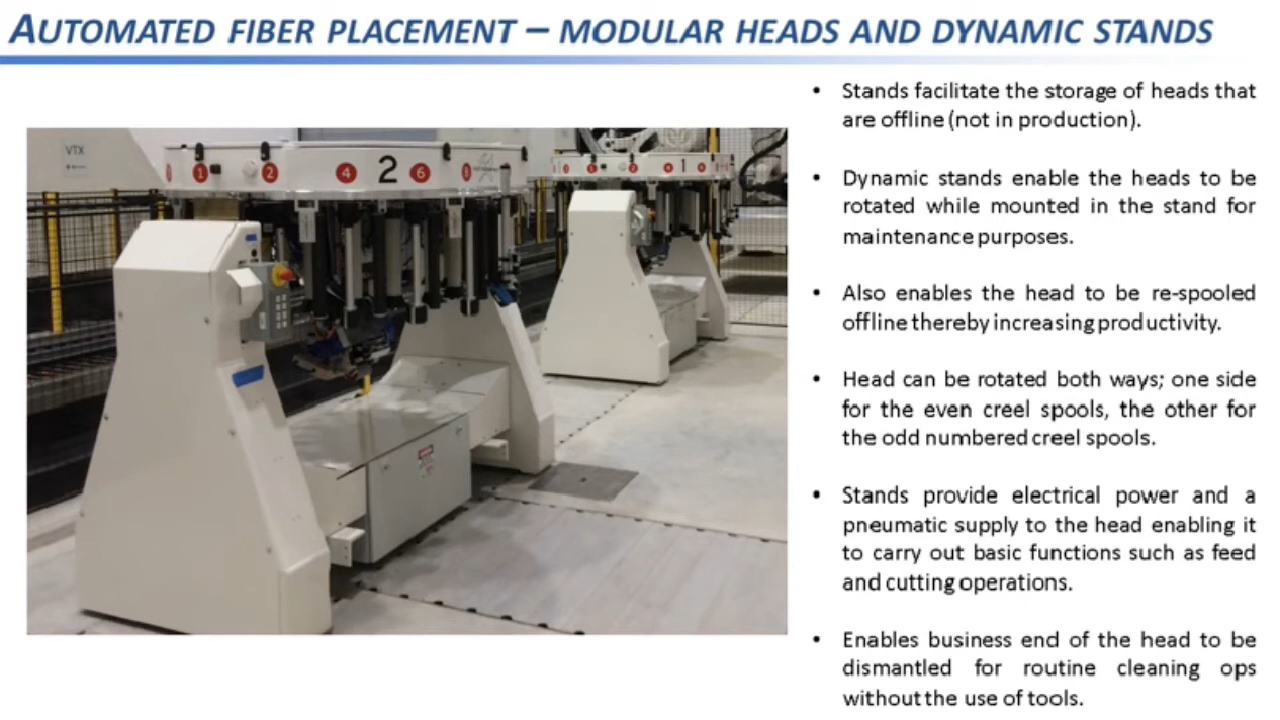 AUTOMATED FIBER PLACEMENT – MODULAR HEADS AND DYNAMIC STANDS
• Stands facilitate the storage of heads that
are offline (not in production).
• Dynamic stands enable the heads to be
rotated while mounted in the stand for
maintenance purposes.
• Also enables the head to be re-spooled
offline thereby increasing productivity.
• Head can be rotated both ways; one side
for the even creel spools, the other for
the odd numbered creel spools.
• Stands provide electrical power and a
pneumatic supply to the head enabling it
to carry out basic functions such as feed
and cutting operations.
• Enables business end of the head to be
dismantled for routine cleaning ops
without the use of tools.
VTX
1 2 4 2 6 8
1